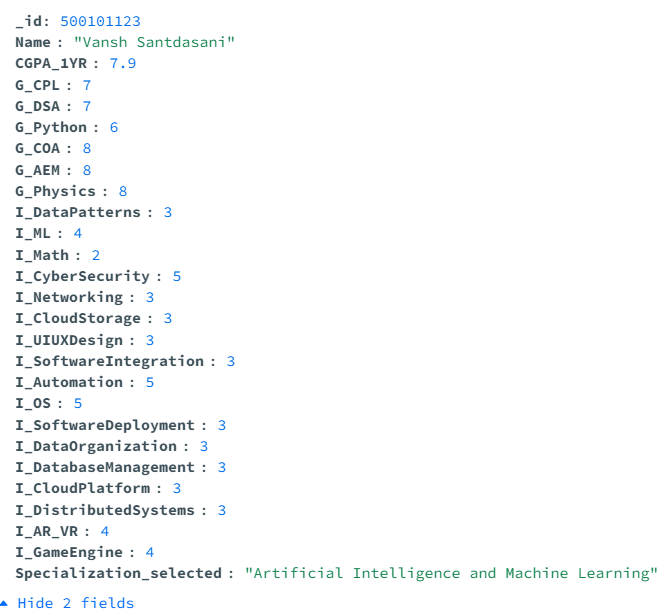 _id: 500101123
Name : "Vansh Santdasani"
CGPA_1YR : 7.9
G_CPL : 7
G_DSA : 7
G_Python : 6
G_COA : 8
G_AEM : 8
G_Physics : 8
I_DataPatterns : 3
I_ML : 4
I_Math : 2
I_CyberSecurity : 5
I_Networking : 3
I_CloudStorage : 3
I_UIUXDesign : 3
I_SoftwareIntegration : 3
I_Automation : 5
I_OS : 5
I_SoftwareDeployment : 3
I_DataOrganization : 3
I_DatabaseManagement : 3
I_CloudPlatform : 3
I_DistributedSystems : 3
I_AR_VR : 4
I_GameEngine : 4
Specialization_selected : "Artificial Intelligence and Machine Learning"
Hide 2 fields